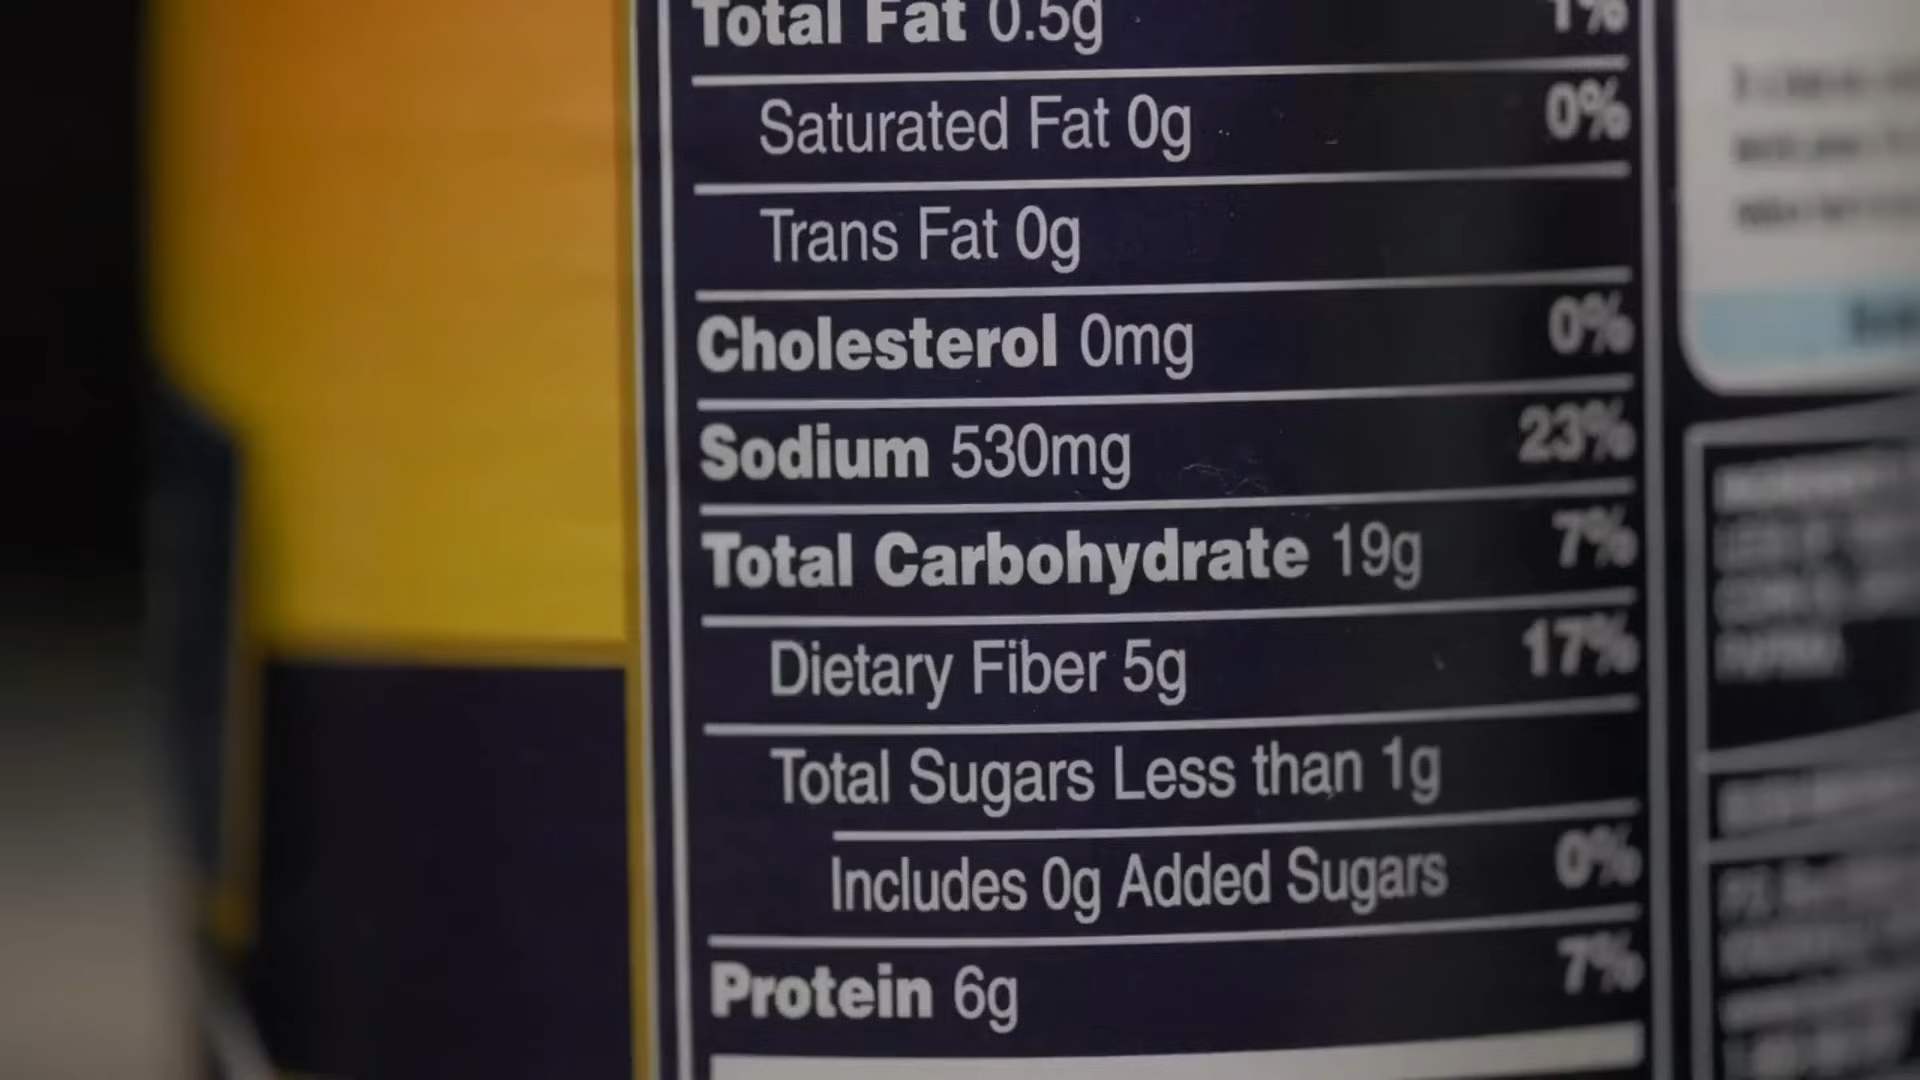 Total Fat 0.5g 1%
Saturated Fat 0g 0%
Trans Fat 0g
Cholesterol 0mg 0%
Sodium 530mg 23%
Total Carbohydrate 19g 7%
Dietary Fiber 5g 17%
Total Sugars Less than 1g
Includes 0g Added Sugars 0%
Protein 6g 7%